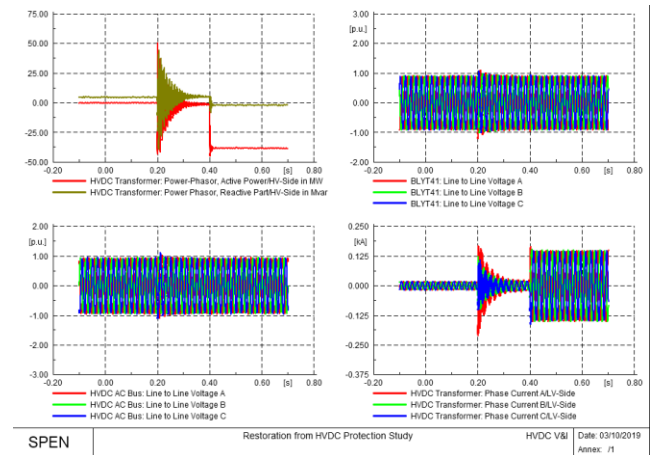 75.00
50.00
25.00
0.00
-25.00
-50.00
-0.20 0.00 0.20 0.40 0.60 [s] 0.80
HVDC Transformer: Power-Phasor, Active Power/HV-Side in MW
HVDC Transformer: Power-Phasor, Reactive Part/HV-Side in Mvar
3.00
[p.u.]
2.00
1.00
0.00
-1.00
-2.00
-0.20 0.00 0.20 0.40 0.60 [s] 0.80
BLYT41: Line to Line Voltage A
BLYT41: Line to Line Voltage B
BLYT41: Line to Line Voltage C
2.00
[p.u.]
1.00
0.00
-1.00
-2.00
-3.00
-0.20 0.00 0.20 0.40 0.60 [s] 0.80
HVDC AC Bus: Line to Line Voltage A
HVDC AC Bus: Line to Line Voltage B
HVDC AC Bus: Line to Line Voltage C
0.250
[kA]
0.125
0.000
-0.125
-0.250
-0.375
-0.20 0.00 0.20 0.40 0.60 [s] 0.80
HVDC Transformer: Phase Current A/LV-Side
HVDC Transformer: Phase Current B/LV-Side
HVDC Transformer: Phase Current C/LV-Side
SPEN
Restoration from HVDC Protection Study
HVDC V&I
Date: 03/10/2019
Annex: /1